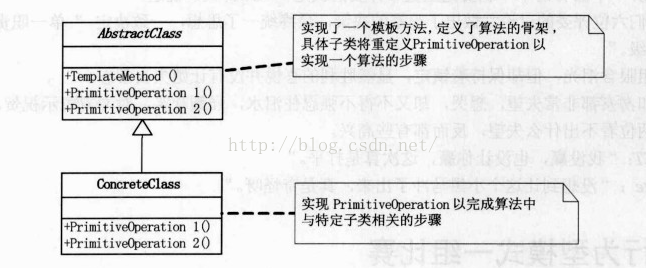 AbstractClass
+TemplateMethod ()
+PrimitiveOperation 1()
+PrimitiveOperation 2()
实现了一个模板方法,定义了算法的骨架,
具体子类将重定义PrimitiveOperation 以
实现一个算法的步骤
http://blog.csdn.net/
ConcreteClass
+PrimitiveOperation 1()
+PrimitiveOperation 2()
实现 PrimitiveOperation 以完成算法中
与特定子类相关的步骤